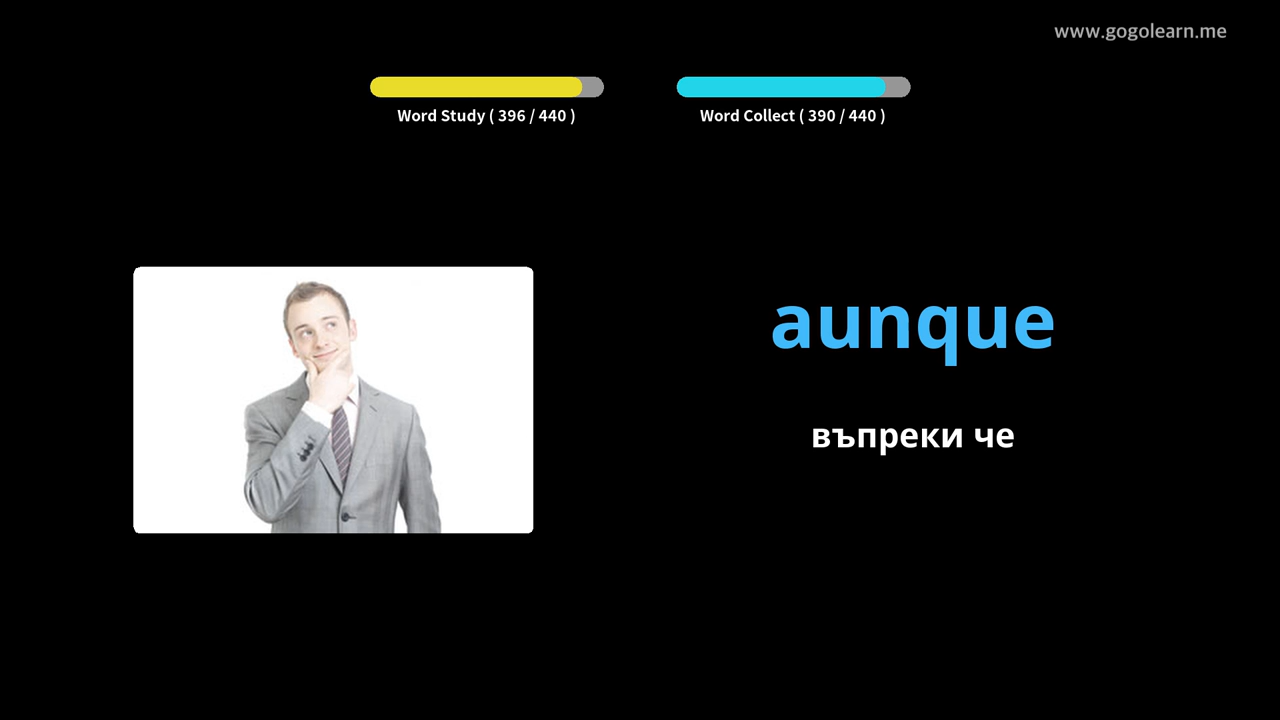 www.gogolearn.me
Word Study ( 396 / 440 )
Word Collect ( 390 / 440 )
aunque
въпреки че